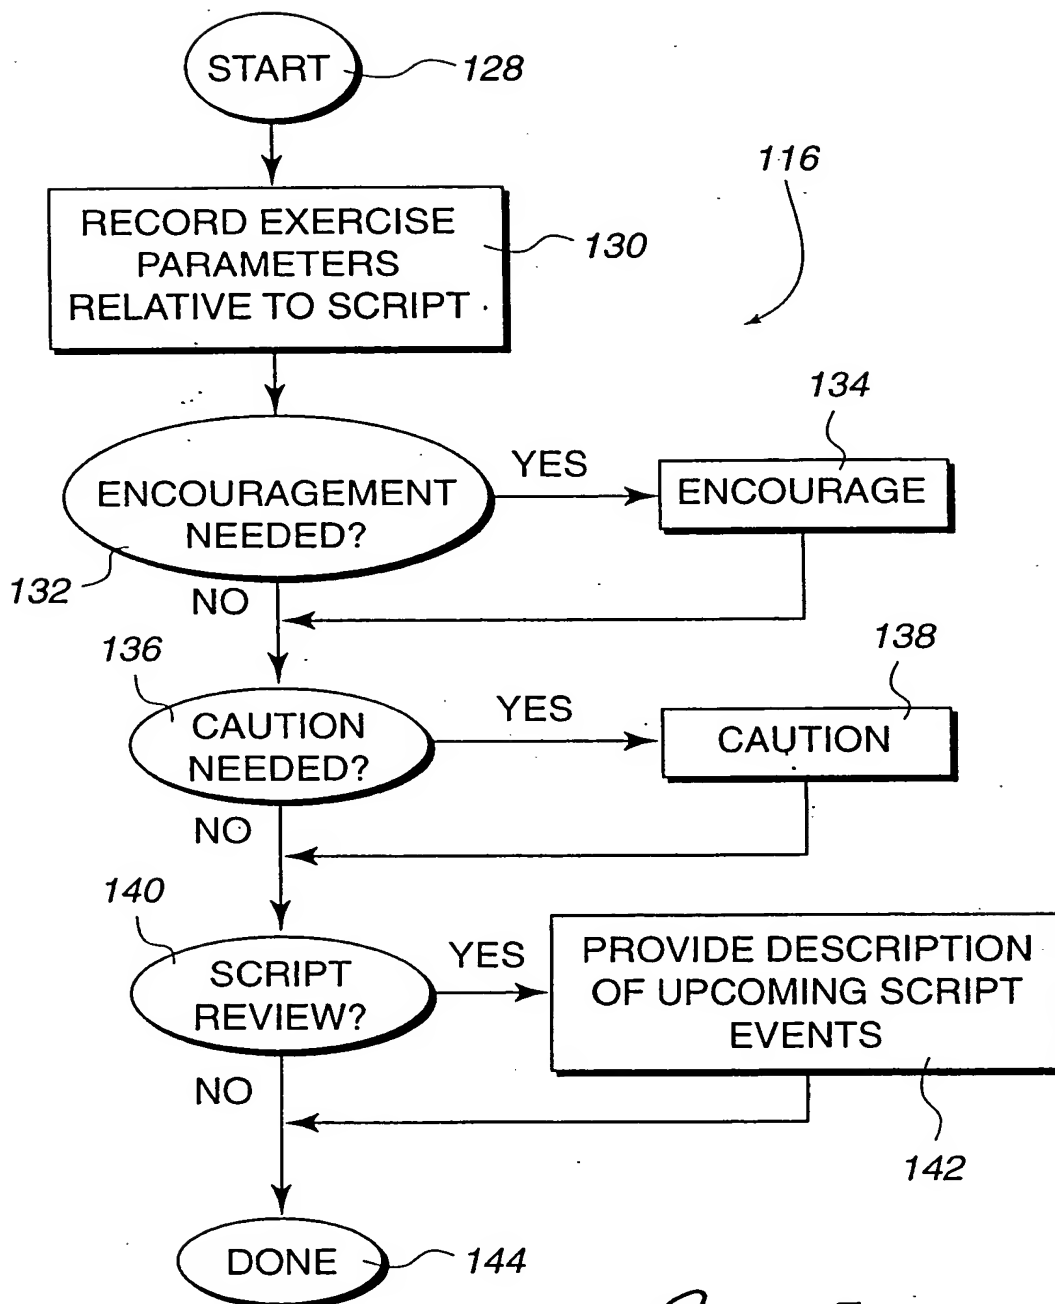 START
128
116
RECORD EXERCISE
PARAMETERS
RELATIVE TO SCRIPT
130
134
ENCOURAGEMENT
NEEDED?
YES
ENCOURAGE
132
NO
136
138
CAUTION
NEEDED?
YES
CAUTION
NO
140
SCRIPT
REVIEW?
YES
PROVIDE DESCRIPTION
OF UPCOMING SCRIPT
EVENTS
NO
142
DONE
144